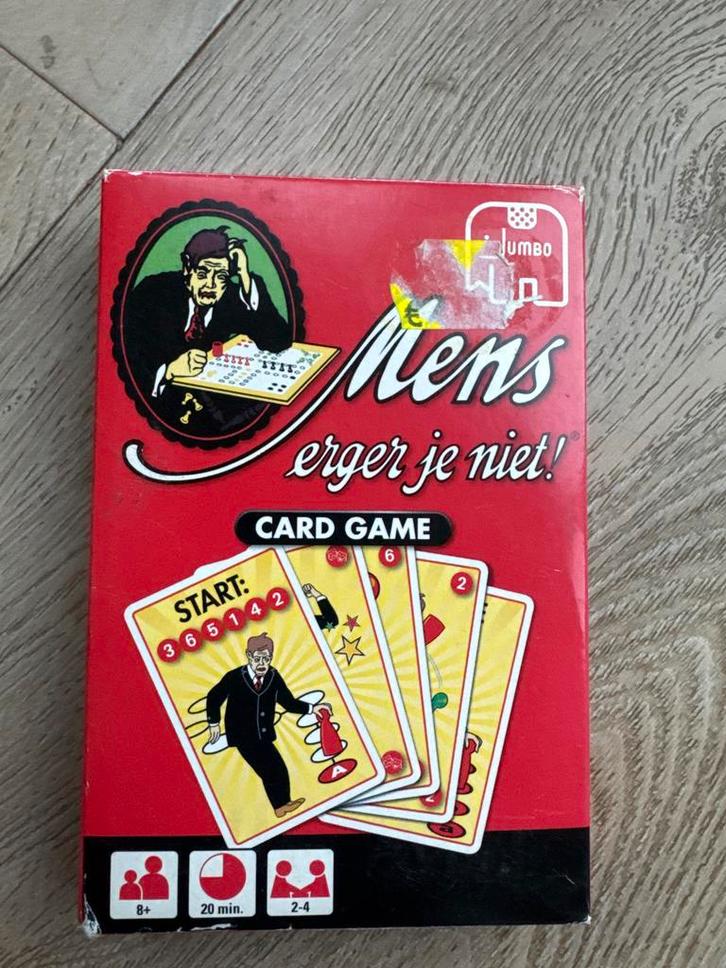 JUMBO
€
Mens
erger je niet!®
CARD GAME
START:
3 6 5 1 4 2
6
2
A
2
a
8+
20 min.
2-4